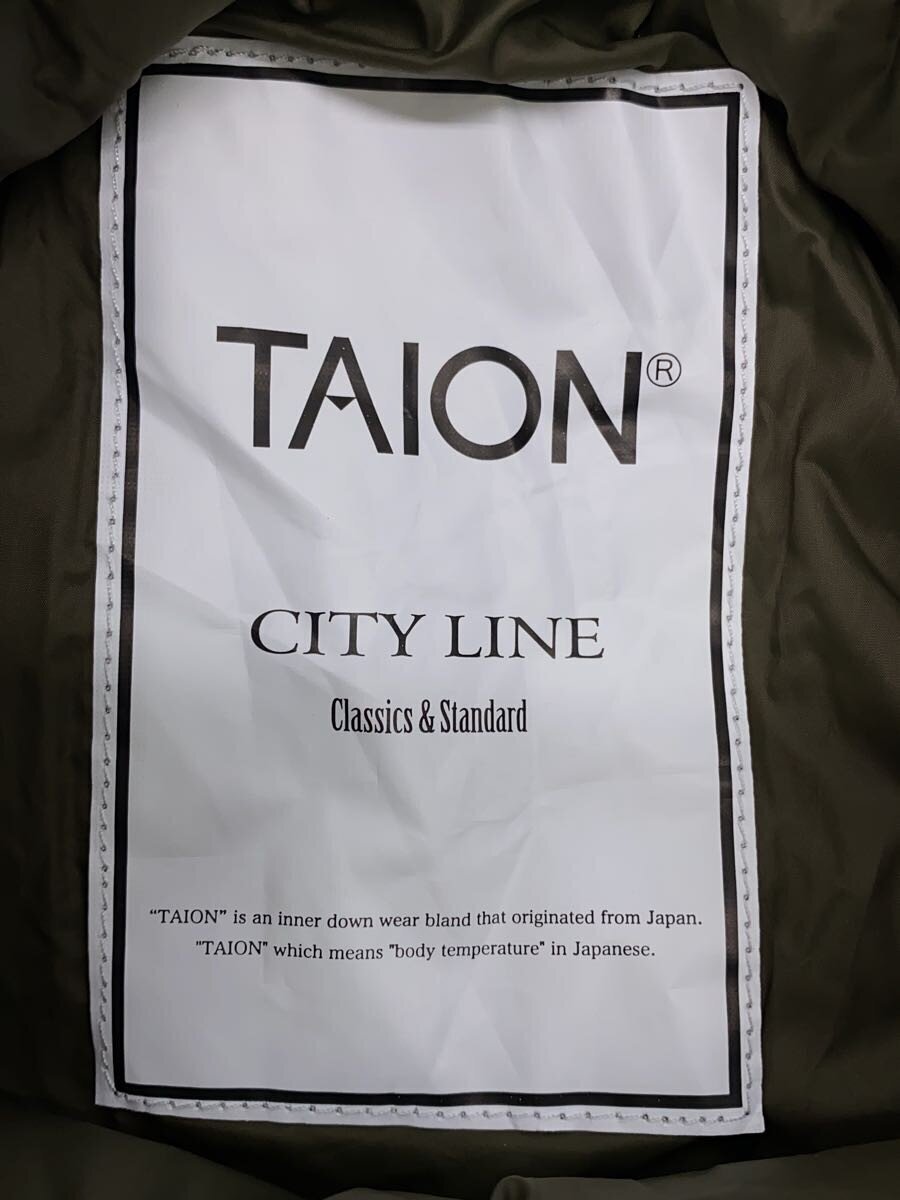 TAION®
CITY LINE
Classics & Standard
“TAION” is an inner down wear bland that originated from Japan.
"TAION" which means "body temperature" in Japanese.